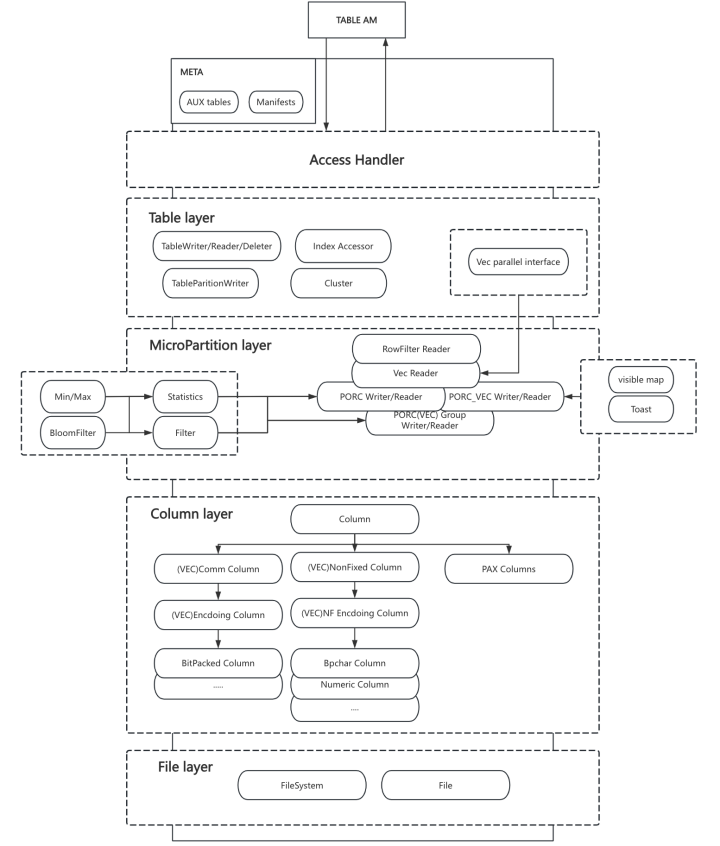 TABLE AM
META
AUX tables
Manifests
Access Handler
Table layer
TableWriter/Reader/Deleter
Index Accessor
Vec parallel interface
TableParitionWriter
Cluster
MicroPartition layer
RowFilter Reader
Vec Reader
visible map
Min/Max
Statistics
PORC Writer/Reader
PORC_VEC Writer/Reader
Toast
BloomFilter
Filter
PORC(VEC) Group
Writer/Reader
Column layer
Column
(VEC)Comm Column
(VEC)NonFixed Column
PAX Columns
(VEC)Encdoing Column
(VEC)NF Encdoing Column
BitPacked Column
Bpchar Column
.....
Numeric Column
....
File layer
FileSystem
File